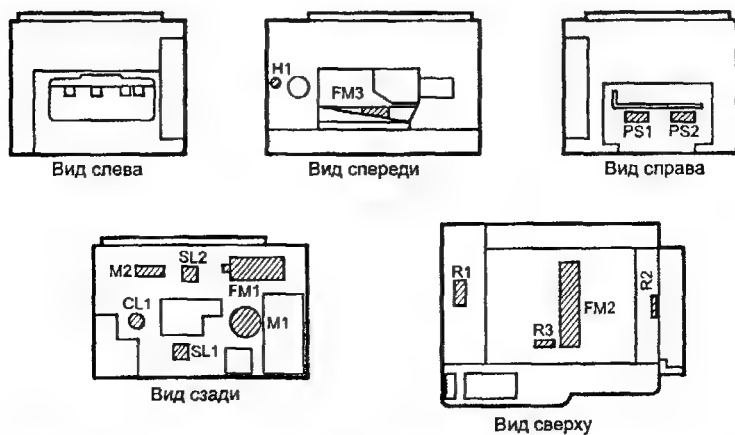 H1
FM3
PS1 PS2
Вид слева
Вид спереди
Вид справа
M2
SL2
FM1
CL1
M1
SL1
Вид сзади
R1
R2
FM2
R3
Вид сверху